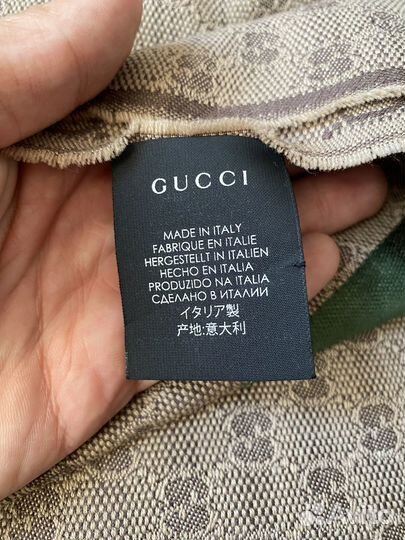 GUCCI
MADE IN ITALY
FABRIQUE EN ITALIE
HERGESTELLT IN ITALIEN
HECHO EN ITALIA
PRODUZIDO NA ITALIA
СДЕЛАНО В ИТАЛИИ
イタリア製
产地:意大利